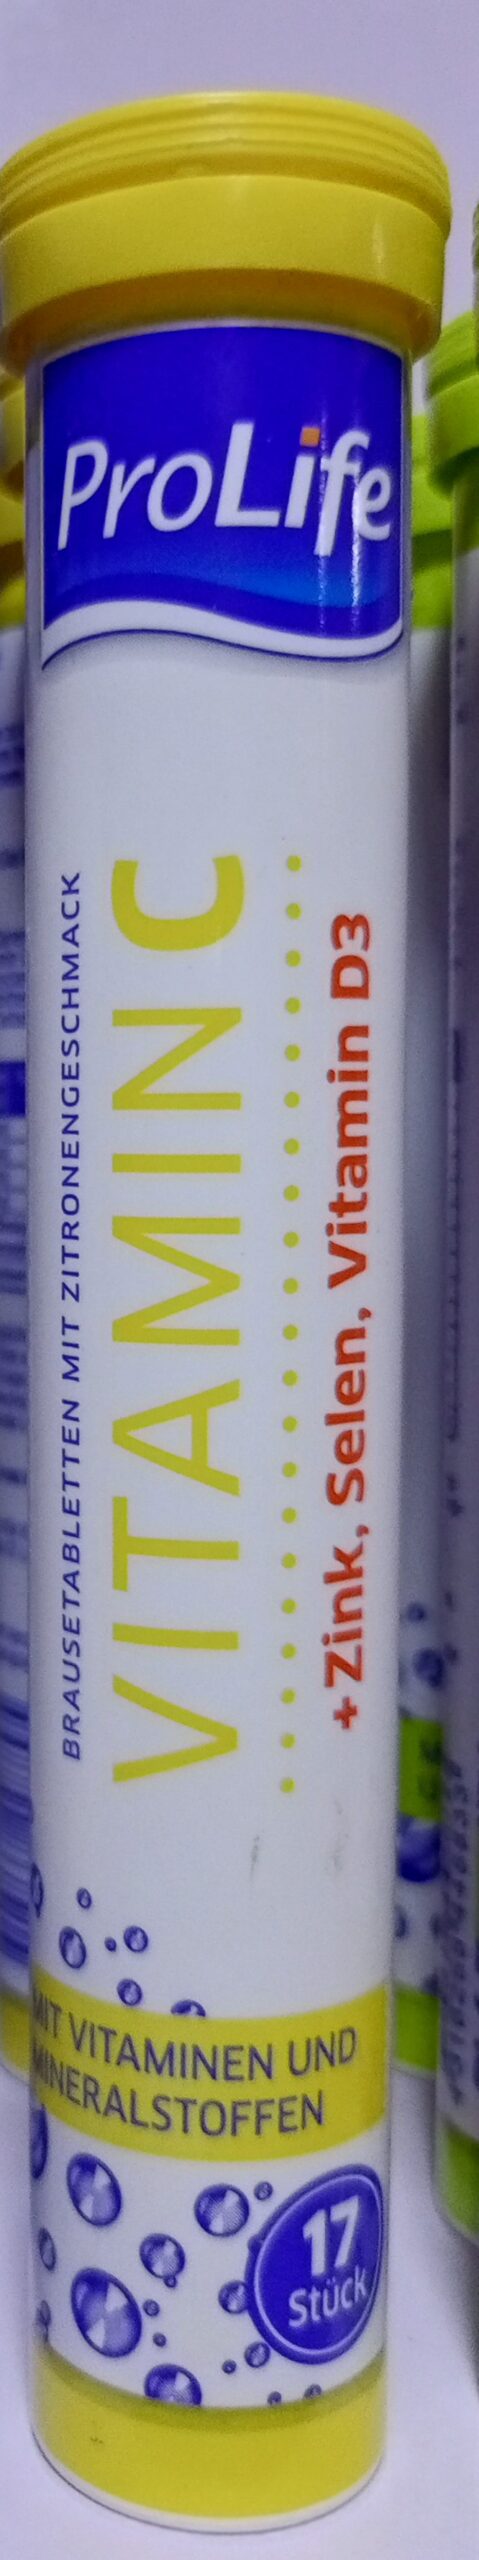 ProLife
BRAUSETABLETTEN MIT ZITRONENGESCHMACK
VITAMIN C
+Zink, Selen, Vitamin D3
MIT VITAMINEN UND
MINERALSTOFFEN
17
Stück